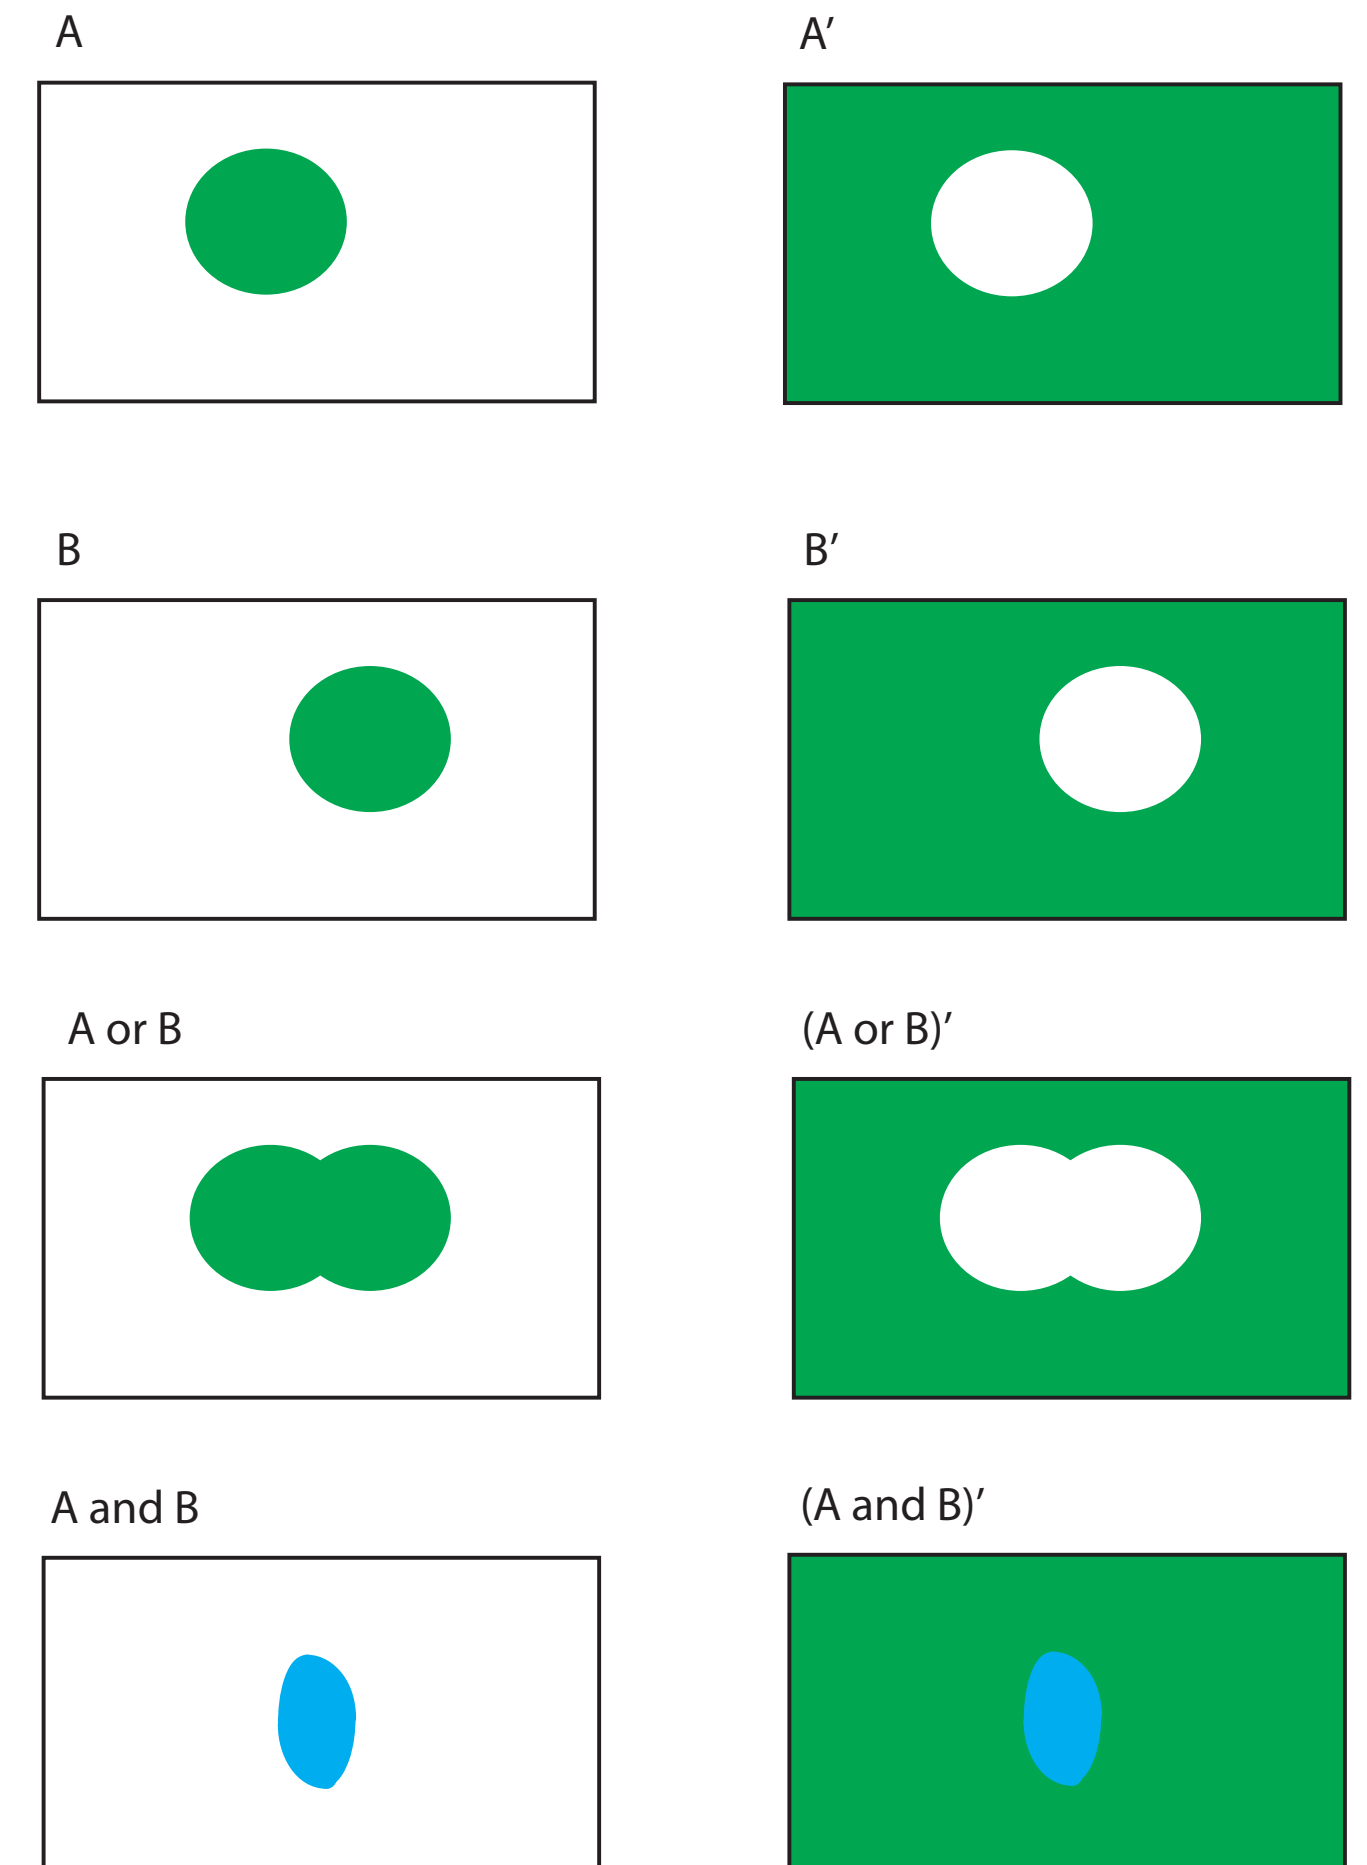 A
A′
B
B′
A or B
(A or B)′
A and B
(A and B)′